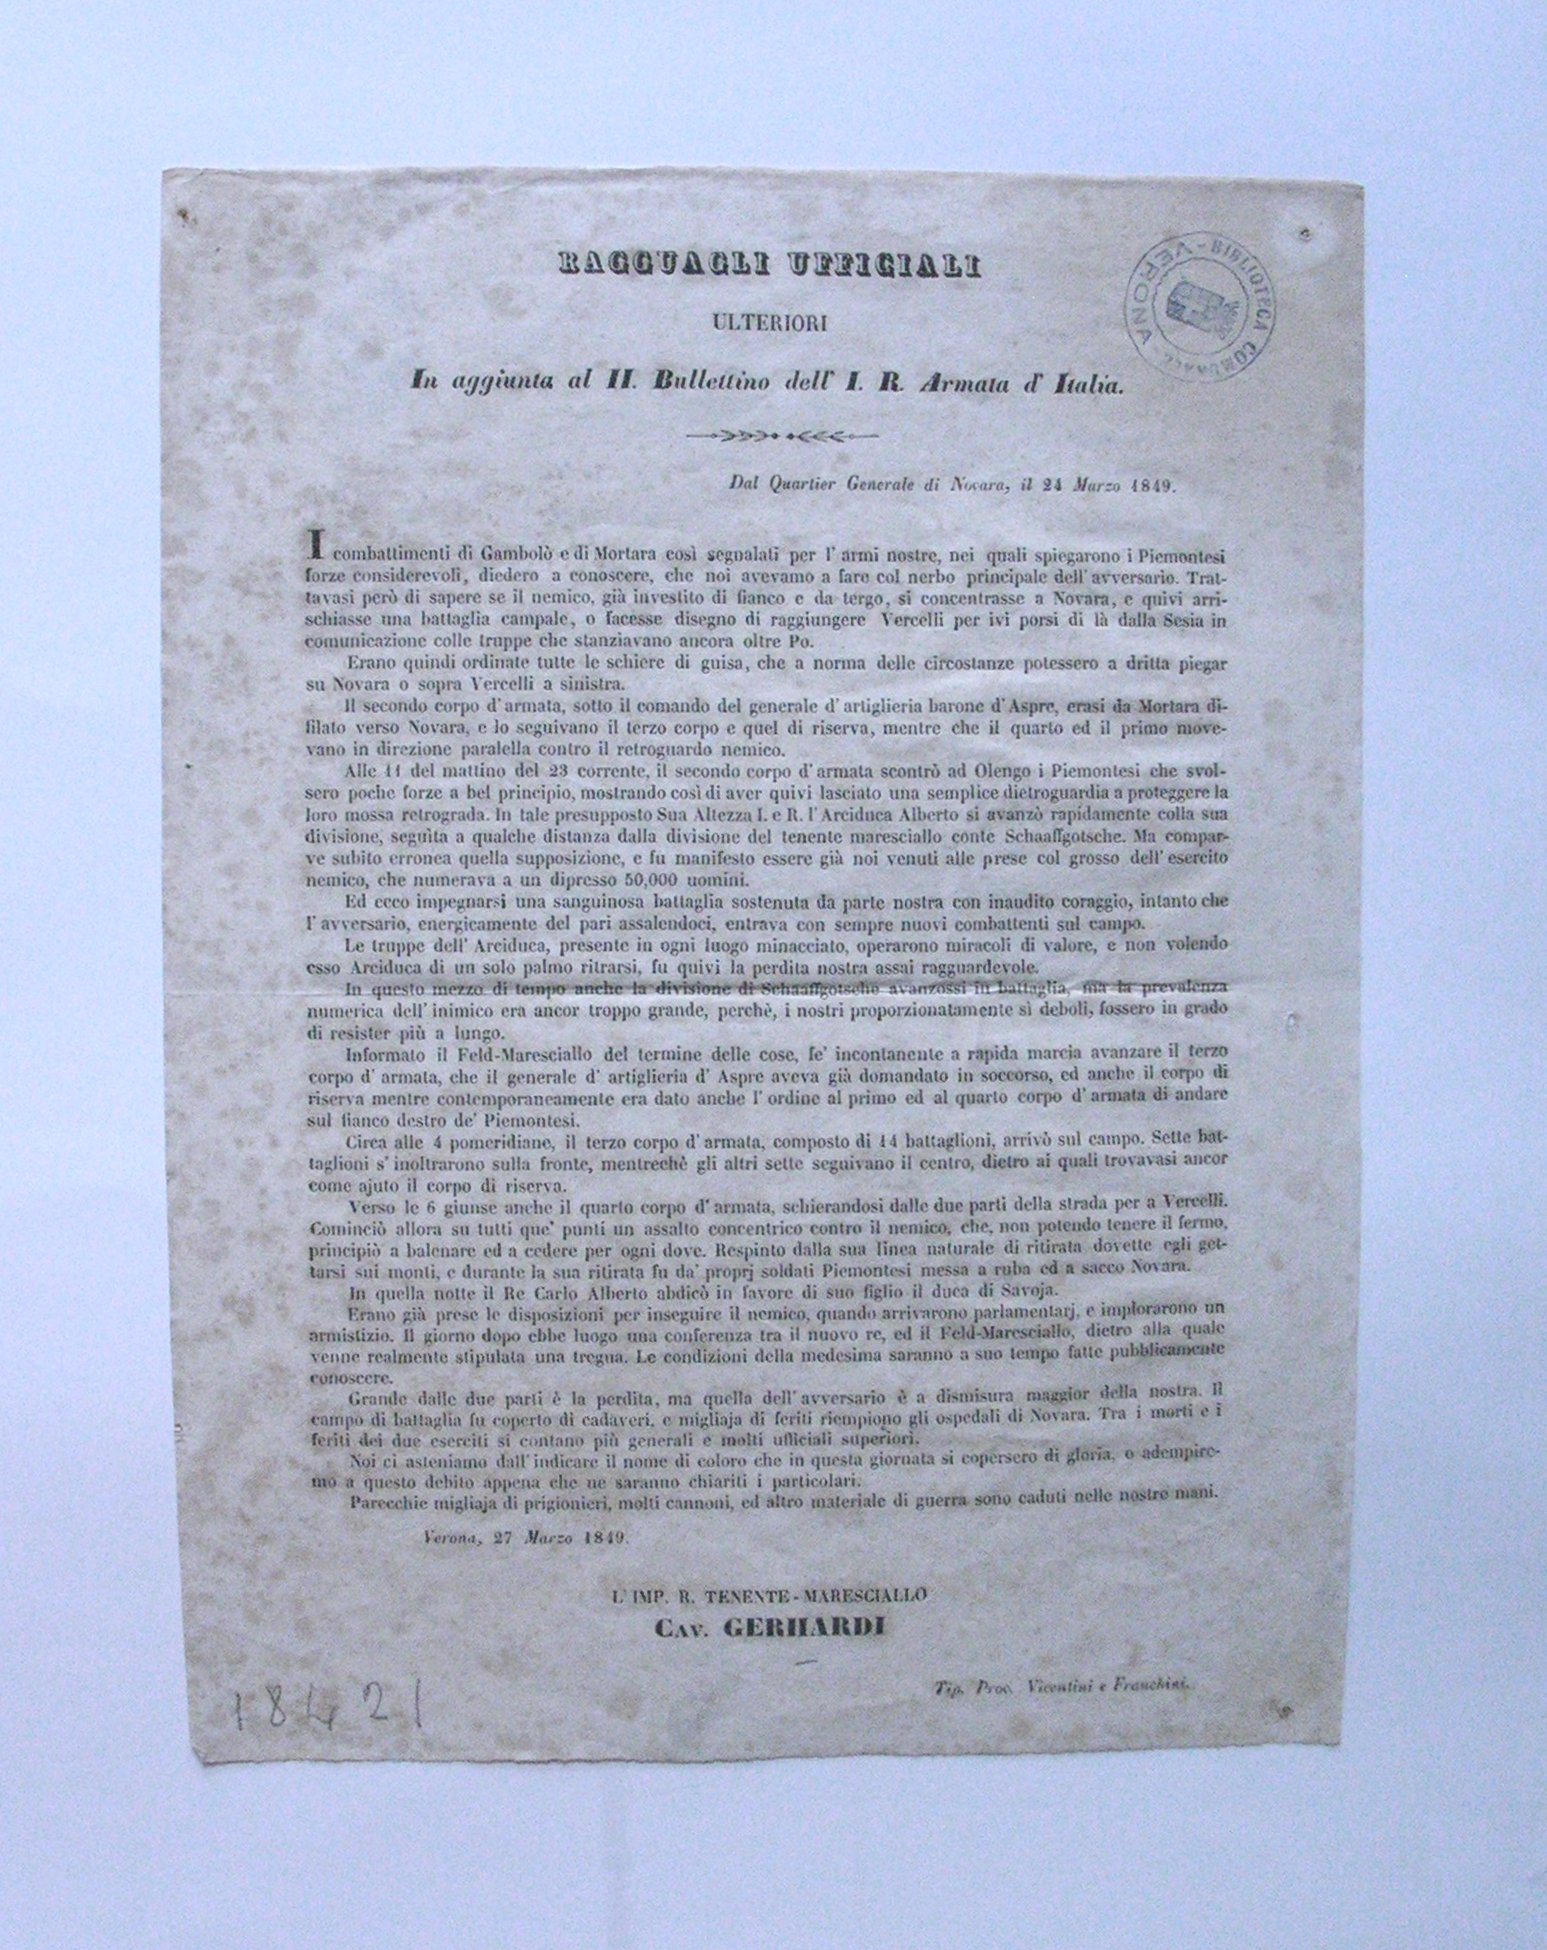 RAGGUAGLI UFFICIALI
BIBLIOTECA COMUNALE - VERONA -
ULTERIORI
In aggiunta al II. Bullettino dell' I. R. Armata d' Italia.
Dal Quartier Generale di Novara, il 24 Marzo 1849.
I combattimenti di Gambolò e di Mortara così segnalati per l' armi nostre, nei quali spiegarono i Piemontesi
forze considerevoli, diedero a conoscere, che noi avevamo a fare col nerbo principale dell' avversario. Trat-
tavasi però di sapere se il nemico, già investito di fianco e da tergo, si concentrasse a Novara, e quivi arri-
schiasse una battaglia campale, o facesse disegno di raggiungere Vercelli per ivi porsi di là dalla Sesia in
comunicazione colle truppe che stanziavano ancora oltre Po.
Erano quindi ordinate tutte le schiere di guisa, che a norma delle circostanze potessero a dritta piegar
su Novara o sopra Vercelli a sinistra.
Il secondo corpo d' armata, sotto il comando del generale d' artiglieria barone d' Aspre, erasi da Mortara di-
filato verso Novara, e lo seguivano il terzo corpo e quel di riserva, mentre che il quarto ed il primo move-
vano in direzione paralella contro il retroguardo nemico.
Alle 11 del mattino del 23 corrente, il secondo corpo d' armata scontrò ad Olengo i Piemontesi che svol-
sero poche forze a bel principio, mostrando così di aver quivi lasciato una semplice dietroguardia a proteggere la
loro mossa retrograda. In tale presupposto Sua Altezza I. e R. l' Arciduca Alberto si avanzò rapidamente colla sua
divisione, seguita a qualche distanza dalla divisione del tenente maresciallo conte Schaaffgotsche. Ma compar-
ve subito erronea quella supposizione, e fu manifesto essere già noi venuti alle prese col grosso dell' esercito
nemico, che numerava a un dipresso 50,000 uomini.
Ed ecco impegnarsi una sanguinosa battaglia sostenuta da parte nostra con inaudito coraggio, intanto che
l' avversario, energicamente del pari assalendoci, entrava con sempre nuovi combattenti sul campo.
Le truppe dell' Arciduca, presente in ogni luogo minacciato, operarono miracoli di valore, e non volendo
esso Arciduca di un solo palmo ritrarsi, fu quivi la perdita nostra assai ragguardevole.
In questo mezzo di tempo anche la divisione di Schaaffgotsche avanzossi in battaglia, ma la prevalenza
numerica dell' inimico era ancor troppo grande, perchè, i nostri proporzionatamente sì deboli, fossero in grado
di resister più a lungo.
Informato il Feld-Maresciallo del termine delle cose, fe' incontanente a rapida marcia avanzare il terzo
corpo d' armata, che il generale d' artiglieria d' Aspre aveva già domandato in soccorso, ed anche il corpo di
riserva mentre contemporaneamente era dato anche l' ordine al primo ed al quarto corpo d' armata di andare
sul fianco destro de' Piemontesi.
Circa alle 4 pomeridiane, il terzo corpo d' armata, composto di 14 battaglioni, arrivò sul campo. Sette bat-
taglioni s' inoltrarono sulla fronte, mentrechè gli altri sette seguivano il centro, dietro ai quali trovavasi ancor
come ajuto il corpo di riserva.
Verso le 6 giunse anche il quarto corpo d' armata, schierandosi dalle due parti della strada per a Vercelli.
Cominciò allora su tutti que' punti un assalto concentrico contro il nemico, che, non potendo tenere il fermo,
principiò a balenare ed a cedere per ogni dove. Respinto dalla sua linea naturale di ritirata dovette egli get-
tarsi sui monti, e durante la sua ritirata fu da' proprj soldati Piemontesi messa a ruba ed a sacco Novara.
In quella notte il Re Carlo Alberto abdicò in favore di suo figlio il duca di Savoja.
Erano già prese le disposizioni per inseguire il nemico, quando arrivarono parlamentarj, e implorarono un
armistizio. Il giorno dopo ebbe luogo una conferenza tra il nuovo re, ed il Feld-Maresciallo, dietro alla quale
venne realmente stipulata una tregua. Le condizioni della medesima saranno a suo tempo fatte pubblicamente
conoscere.
Grande dalle due parti è la perdita, ma quella dell' avversario è a dismisura maggior della nostra. Il
campo di battaglia fu coperto di cadaveri, e migliaja di feriti riempiono gli ospedali di Novara. Tra i morti e i
feriti dei due eserciti si contano più generali e molti ufficiali superiori.
Noi ci asteniamo dall' indicare il nome di coloro che in questa giornata si copersero di gloria, o adempire-
mo a questo debito appena che ne saranno chiariti i particolari.
Parecchie migliaja di prigionieri, molti cannoni, ed altro materiale di guerra sono caduti nelle nostre mani.
Verona, 27 Marzo 1849.
L' IMP. R. TENENTE-MARESCIALLO
CAV. GERHARDI
Tip. Prov. Vicentini e Franchini.
18421